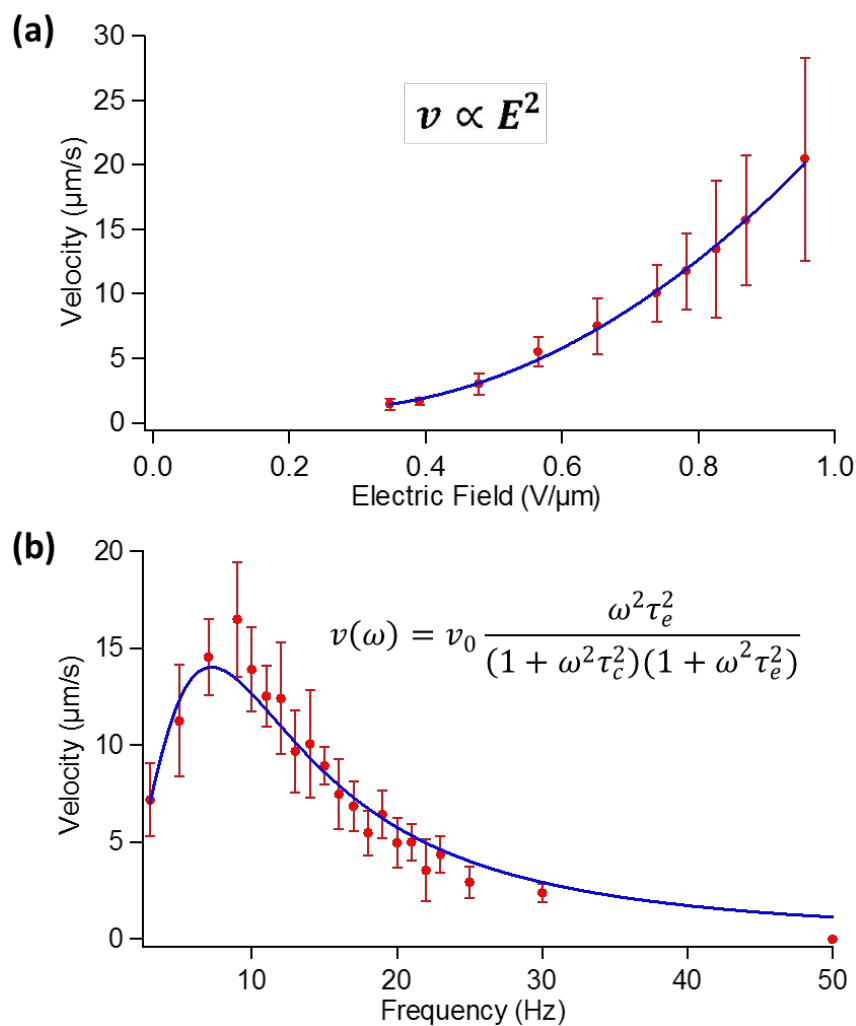 (a)
30
25
20
15
10
5
0
Velocity (µm/s)
v ∝ E²
0.0 0.2 0.4 0.6 0.8 1.0
Electric Field (V/µm)
(b)
20
15
10
5
0
Velocity (µm/s)
v(ω) = v₀ ω²τₑ² / (1 + ω²τ_c²)(1 + ω²τₑ²)
10 20 30 40 50
Frequency (Hz)